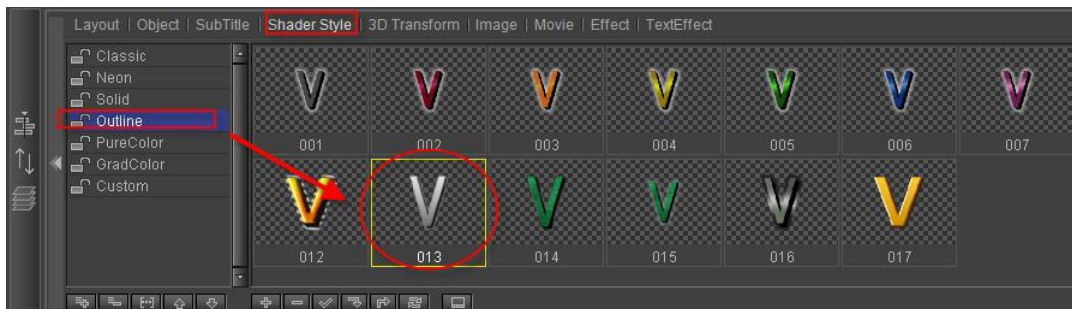 Layout | Object | SubTitle | Shader Style | 3D Transform | Image | Movie | Effect | TextEffect
Classic
Neon
Solid
Outline
PureColor
GradColor
Custom
V V V V V V V
001 002 003 004 005 006 007
V V V V V V
012 013 014 015 016 017